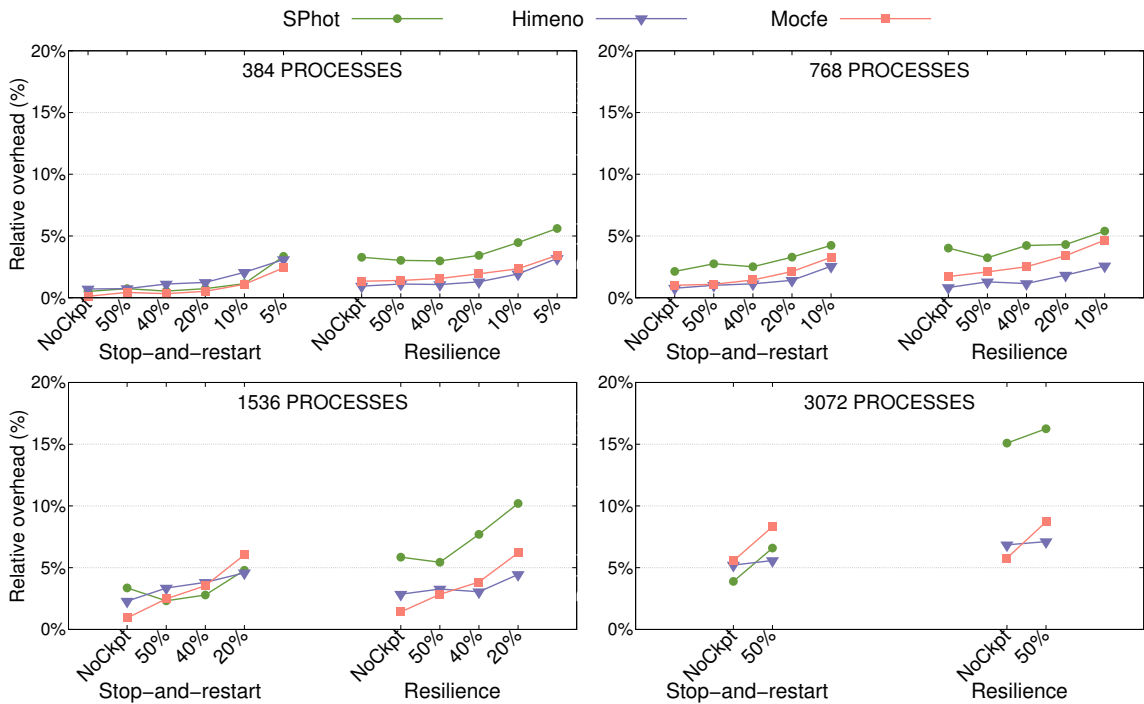 SPhot Himeno Mocfe
384 PROCESSES
Relative overhead (%)
20%
15%
10%
5%
0%
NoCkpt 50% 40% 20% 10% 5% NoCkpt 50% 40% 20% 10% 5%
Stop−and−restart Resilience
768 PROCESSES
20%
15%
10%
5%
0%
NoCkpt 50% 40% 20% 10% NoCkpt 50% 40% 20% 10%
Stop−and−restart Resilience
1536 PROCESSES
Relative overhead (%)
20%
15%
10%
5%
0%
NoCkpt 50% 40% 20% NoCkpt 50% 40% 20%
Stop−and−restart Resilience
3072 PROCESSES
20%
15%
10%
5%
0%
NoCkpt 50% NoCkpt 50%
Stop−and−restart Resilience